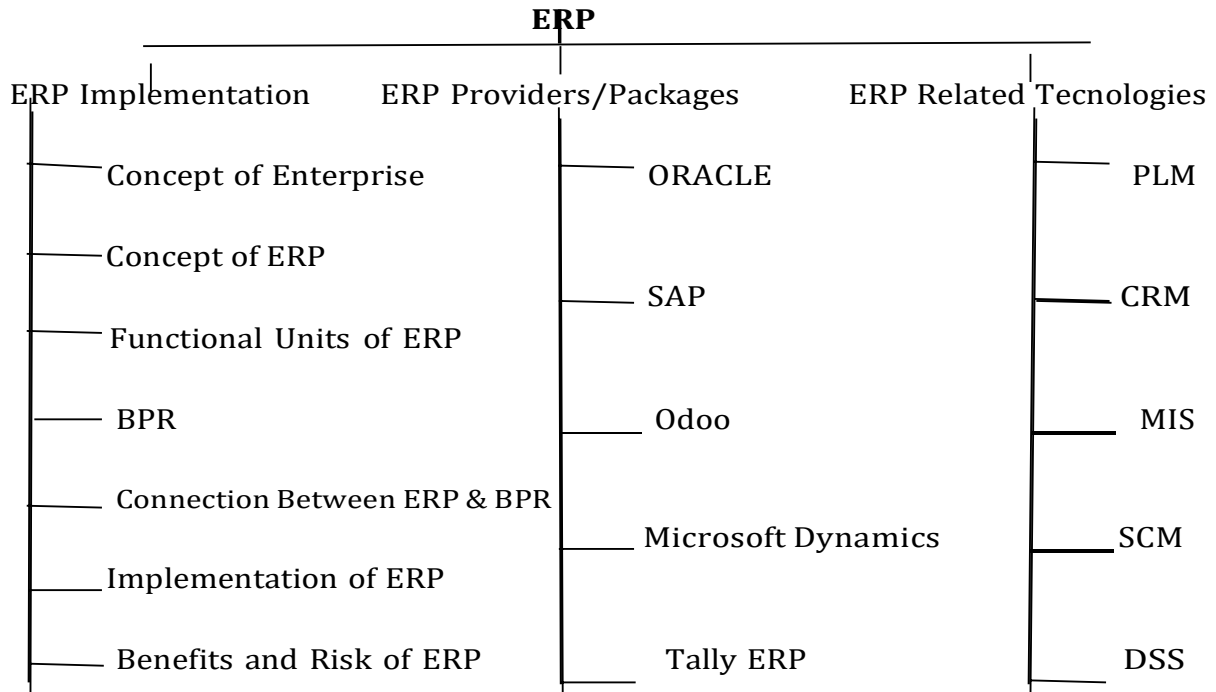 ERP
ERP Implementation ERP Providers/Packages ERP Related Tecnologies
Concept of Enterprise ORACLE PLM
Concept of ERP
SAP CRM
Functional Units of ERP
BPR Odoo MIS
Connection Between ERP & BPR
Microsoft Dynamics SCM
Implementation of ERP
Benefits and Risk of ERP Tally ERP DSS